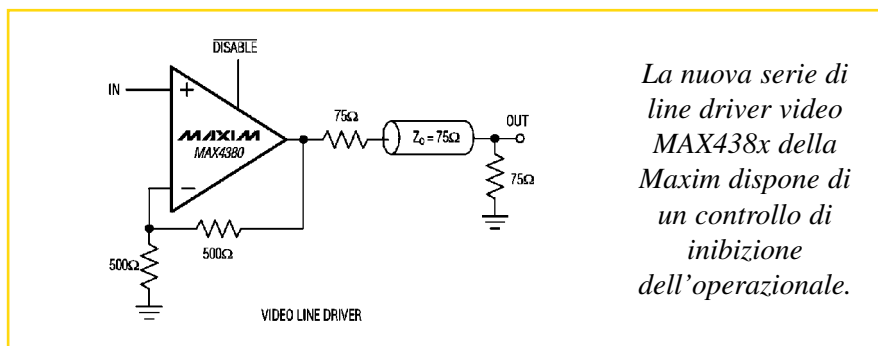 DISABLE
IN
+
MAXIM
MAX4380
−
75Ω
Z₀ = 75Ω
OUT
75Ω
500Ω
500Ω
VIDEO LINE DRIVER
La nuova serie di
line driver video
MAX438x della
Maxim dispone di
un controllo di
inibizione
dell’operazionale.